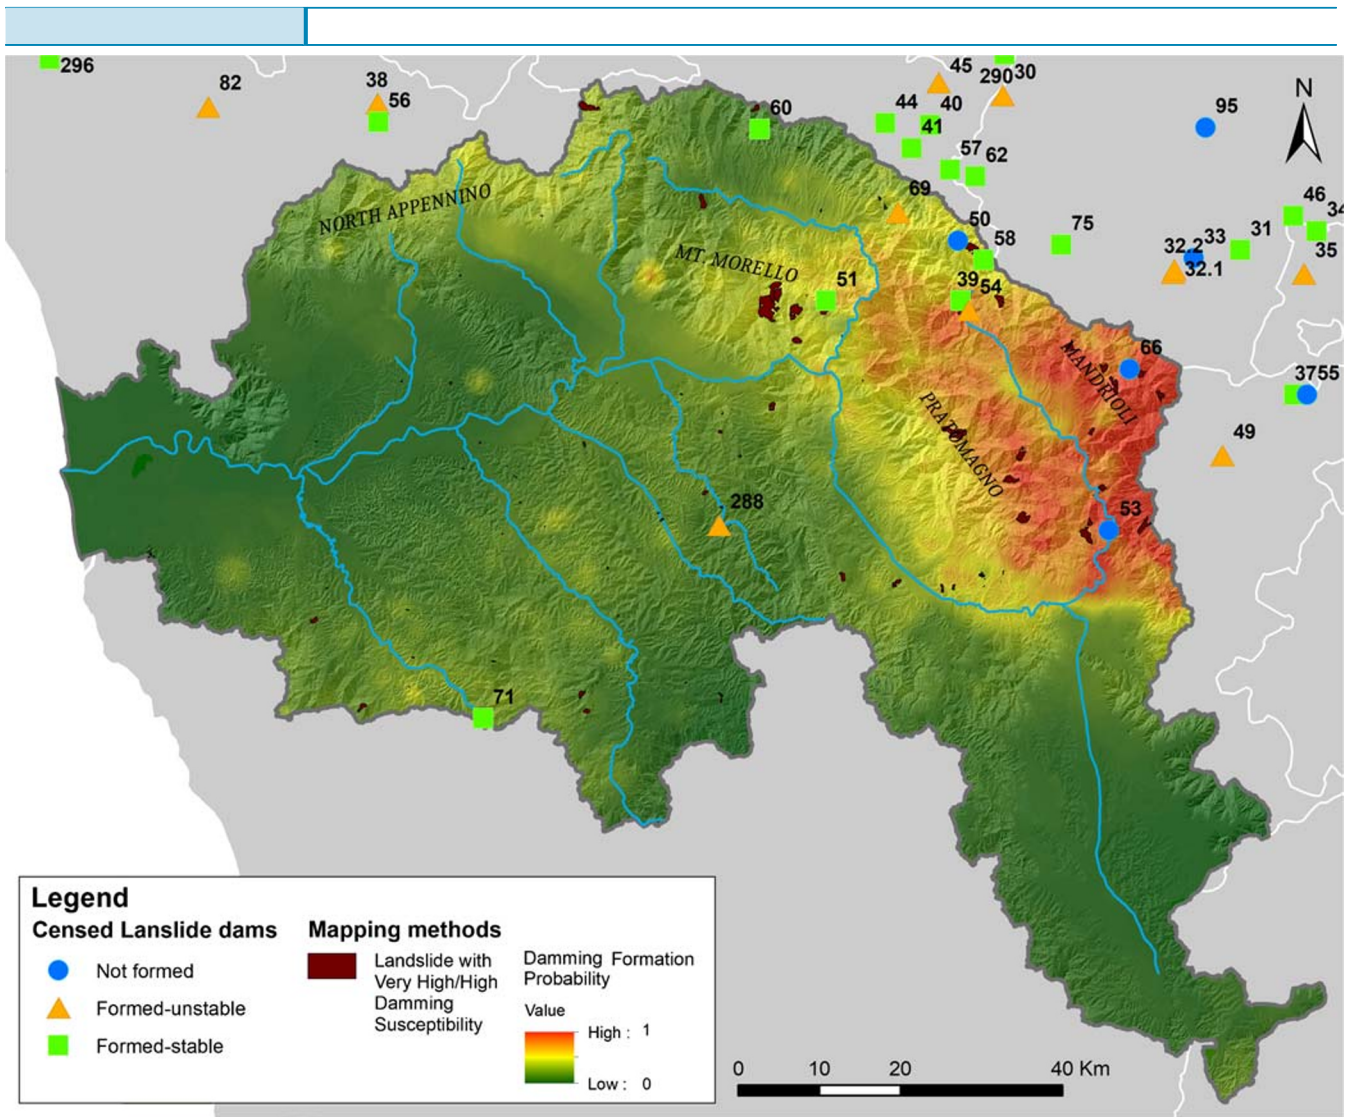 296
82
38
56
60
45
290 30
44
40
41
57
62
95
N
69
50
58
75
46
34
31
33
32.2
32.1
35
NORTH APPENNINO
MT. MORELLO
51
39
54
66
MANDRIOLI
3755
PRATOMAGNO
49
288
53
71
Legend
Censed Lanslide dams
Not formed
Formed-unstable
Formed-stable
Mapping methods
Landslide with
Very High/High
Damming
Susceptibility
Damming Formation
Probability
Value
High : 1
Low : 0
0 10 20 40 Km